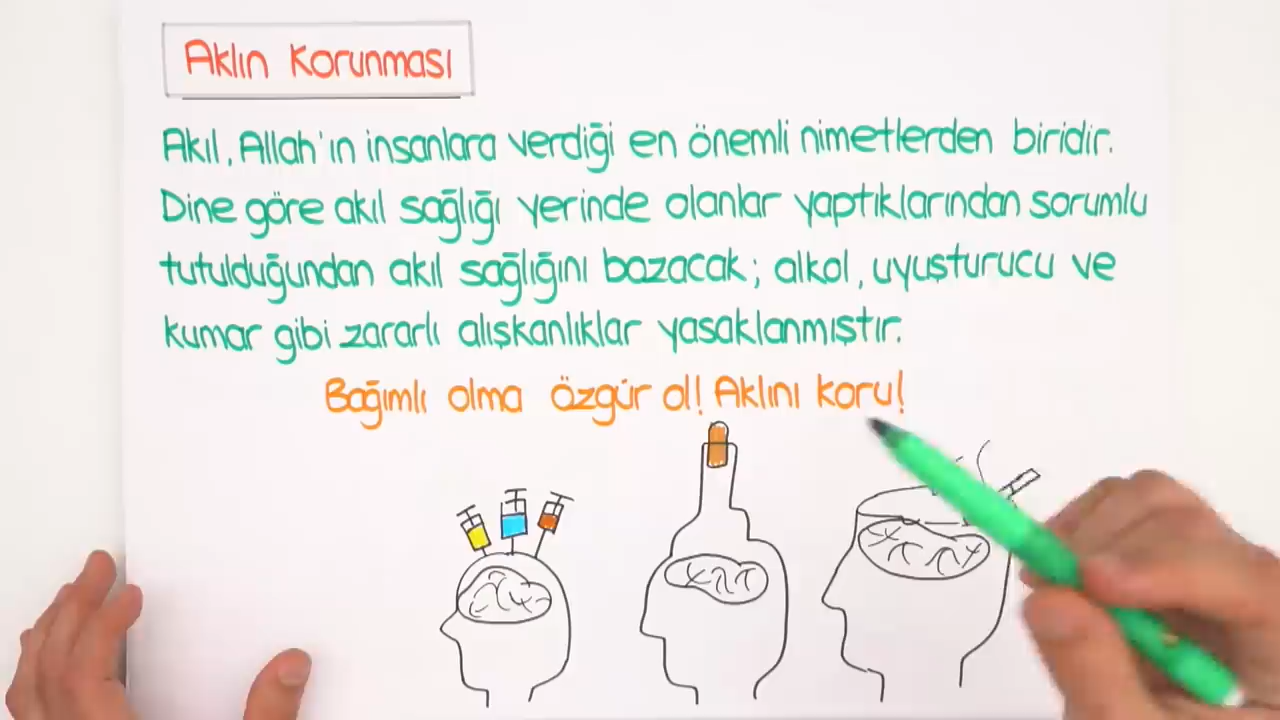 Aklın Korunması
Akıl, Allah'ın insanlara verdiği en önemli nimetlerden biridir.
Dine göre akıl sağlığı yerinde olanlar yaptıklarından sorumlu
tutulduğundan akıl sağlığını bozacak; alkol, uyuşturucu ve
kumar gibi zararlı alışkanlıklar yasaklanmıştır.
Bağımlı olma özgür ol! Aklını koru!